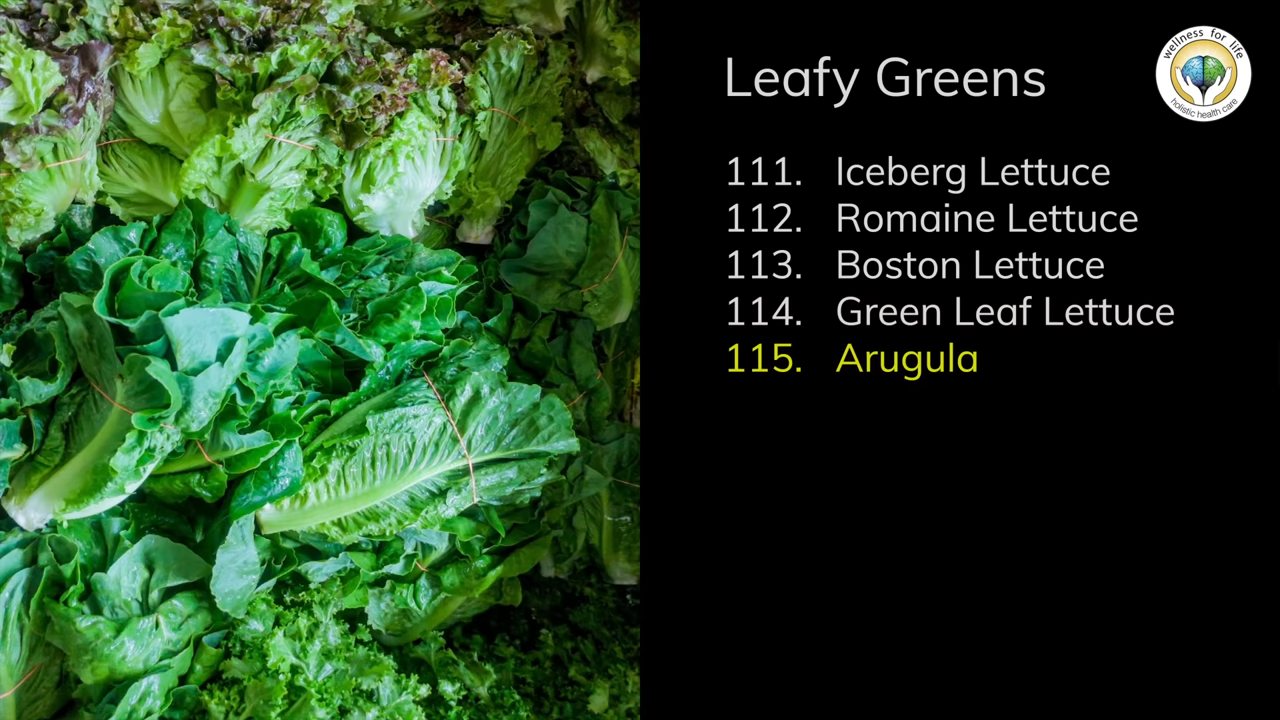 Leafy Greens
wellness for life
holistic health care
111. Iceberg Lettuce
112. Romaine Lettuce
113. Boston Lettuce
114. Green Leaf Lettuce
115. Arugula